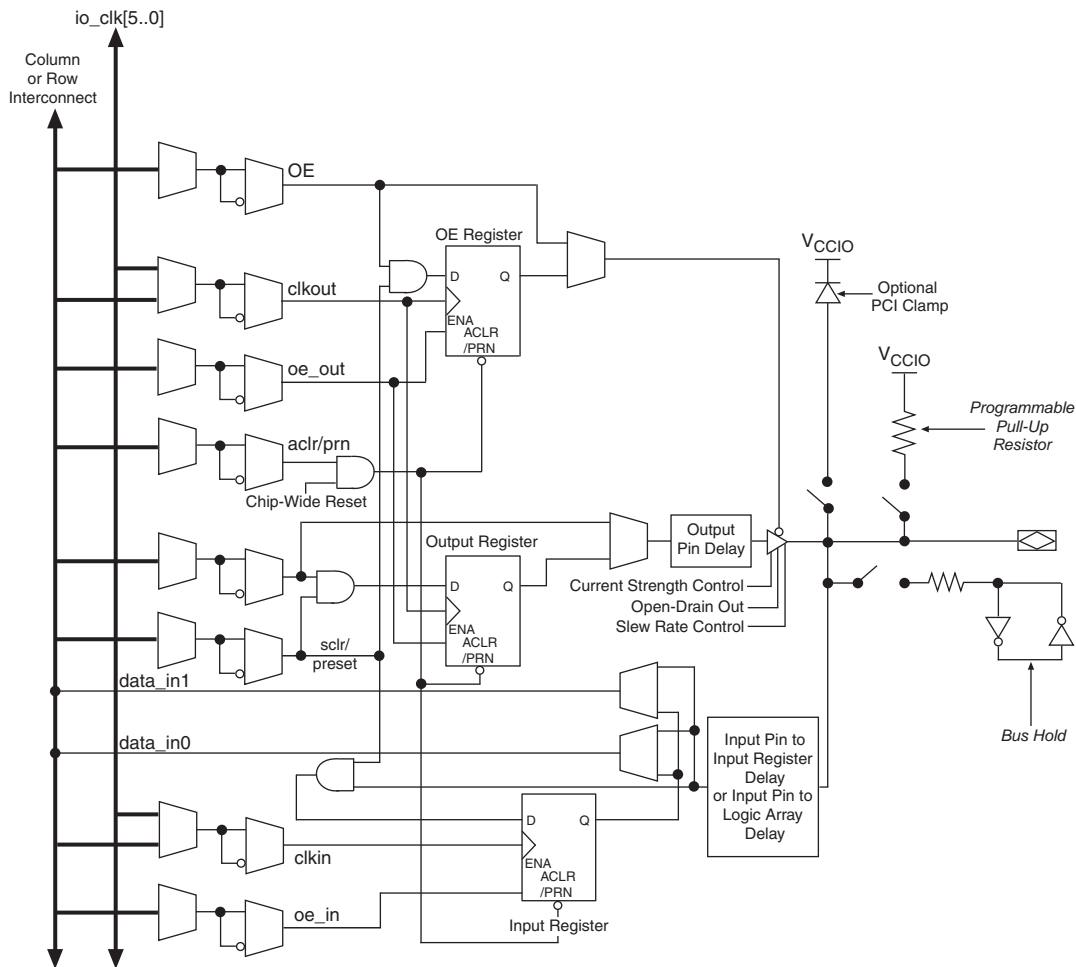 io_clk[5..0]
Column
or Row
Interconnect
OE
OE Register
D
Q
clkout
ENA
ACLR
/PRN
oe_out
aclr/prn
Chip-Wide Reset
VCCIO
Optional
PCI Clamp
VCCIO
Programmable
Pull-Up
Resistor
Output Register
D
Q
ENA
ACLR
/PRN
Output
Pin Delay
Current Strength Control
Open-Drain Out
Slew Rate Control
sclr/
preset
data_in1
data_in0
Bus Hold
Input Pin to
Input Register
Delay
or Input Pin to
Logic Array
Delay
D
Q
clkin
ENA
ACLR
/PRN
oe_in
Input Register